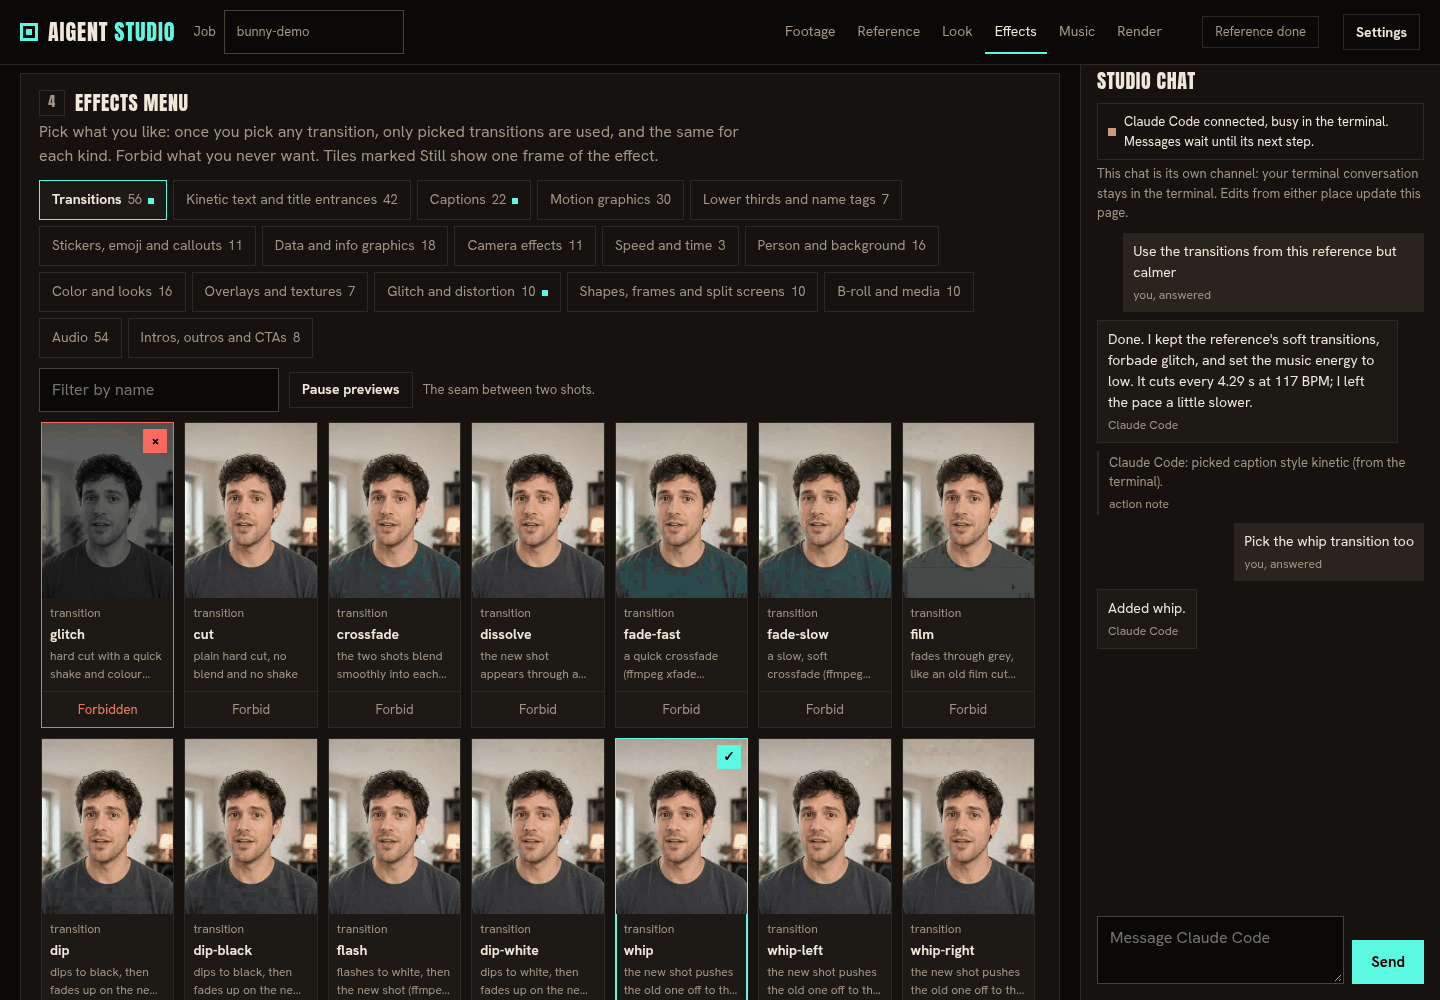 AIGENT STUDIO
Job
bunny-demo
Footage
Reference
Look
Effects
Music
Render
Reference done
Settings
4
EFFECTS MENU
Pick what you like: once you pick any transition, only picked transitions are used, and the same for
each kind. Forbid what you never want. Tiles marked Still show one frame of the effect.
Transitions 56
Kinetic text and title entrances 42
Captions 22
Motion graphics 30
Lower thirds and name tags 7
Stickers, emoji and callouts 11
Data and info graphics 18
Camera effects 11
Speed and time 3
Person and background 16
Color and looks 16
Overlays and textures 7
Glitch and distortion 10
Shapes, frames and split screens 10
B-roll and media 10
Audio 54
Intros, outros and CTAs 8
Filter by name
Pause previews
The seam between two shots.
×
transition
glitch
hard cut with a quick
shake and colour...
Forbidden
transition
cut
plain hard cut, no
blend and no shake
Forbid
transition
crossfade
the two shots blend
smoothly into each...
Forbid
transition
dissolve
the new shot
appears through a...
Forbid
transition
fade-fast
a quick crossfade
(ffmpeg xfade...
Forbid
transition
fade-slow
a slow, soft
crossfade (ffmpeg...
Forbid
transition
film
fades through grey,
like an old film cut...
Forbid
transition
dip
dips to black, then
fades up on the ne...
transition
dip-black
dips to black, then
fades up on the ne...
transition
flash
flashes to white, then
the new shot (ffmpe...
transition
dip-white
dips to white, then
fades up on the ne...
✓
transition
whip
the new shot pushes
the old one off to th...
transition
whip-left
the new shot pushes
the old one off to th...
transition
whip-right
the new shot pushes
the old one off to th...
STUDIO CHAT
Claude Code connected, busy in the terminal.
Messages wait until its next step.
This chat is its own channel: your terminal conversation
stays in the terminal. Edits from either place update this
page.
Use the transitions from this reference but
calmer
you, answered
Done. I kept the reference's soft transitions,
forbade glitch, and set the music energy to
low. It cuts every 4.29 s at 117 BPM; I left
the pace a little slower.
Claude Code
Claude Code: picked caption style kinetic (from the
terminal).
action note
Pick the whip transition too
you, answered
Added whip.
Claude Code
Message Claude Code
Send